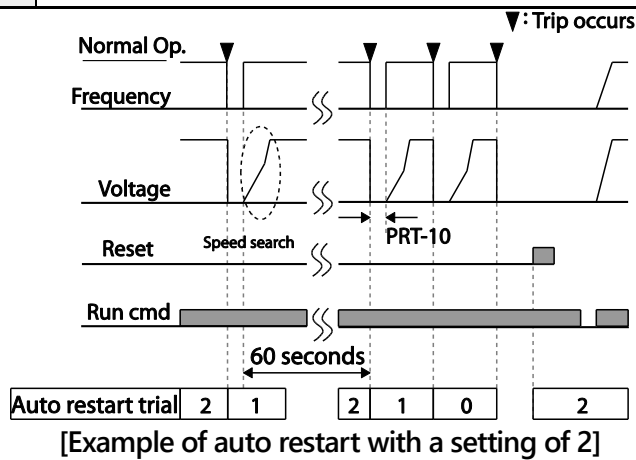 ▼: Trip occurs
Normal Op.
Frequency
Voltage
PRT-10
Speed search
Reset
Run cmd
60 seconds
Auto restart trial 2 1 2 1 0 2
[Example of auto restart with a setting of 2]